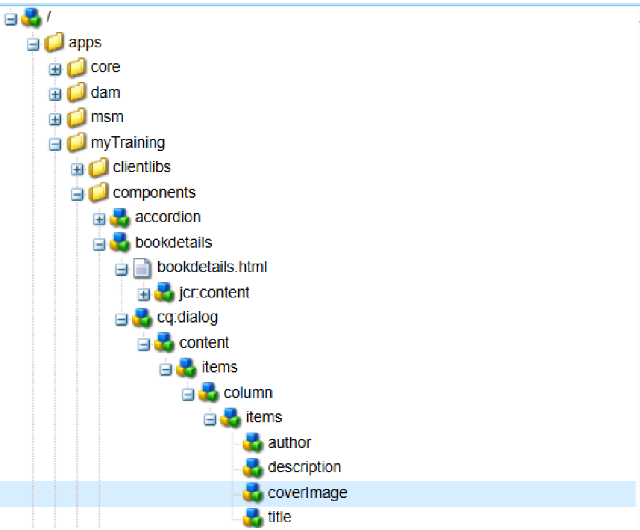 /
apps
core
dam
msm
myTraining
clientlibs
components
accordion
bookdetails
bookdetails.html
jcr:content
cq:dialog
content
items
column
items
author
description
coverImage
title